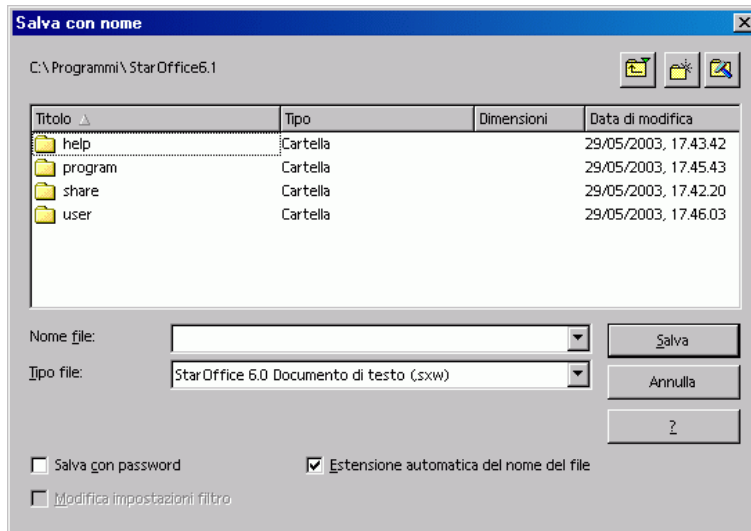 Salva con nome
C:\Programmi\StarOffice6.1
Titolo Tipo Dimensioni Data di modifica
help Cartella 29/05/2003, 17.43.42
program Cartella 29/05/2003, 17.45.43
share Cartella 29/05/2003, 17.42.20
user Cartella 29/05/2003, 17.46.03
Nome file: Salva
Tipo file: StarOffice 6.0 Documento di testo (.sxw) Annulla
?
Salva con password Estensione automatica del nome del file
Modifica impostazioni filtro